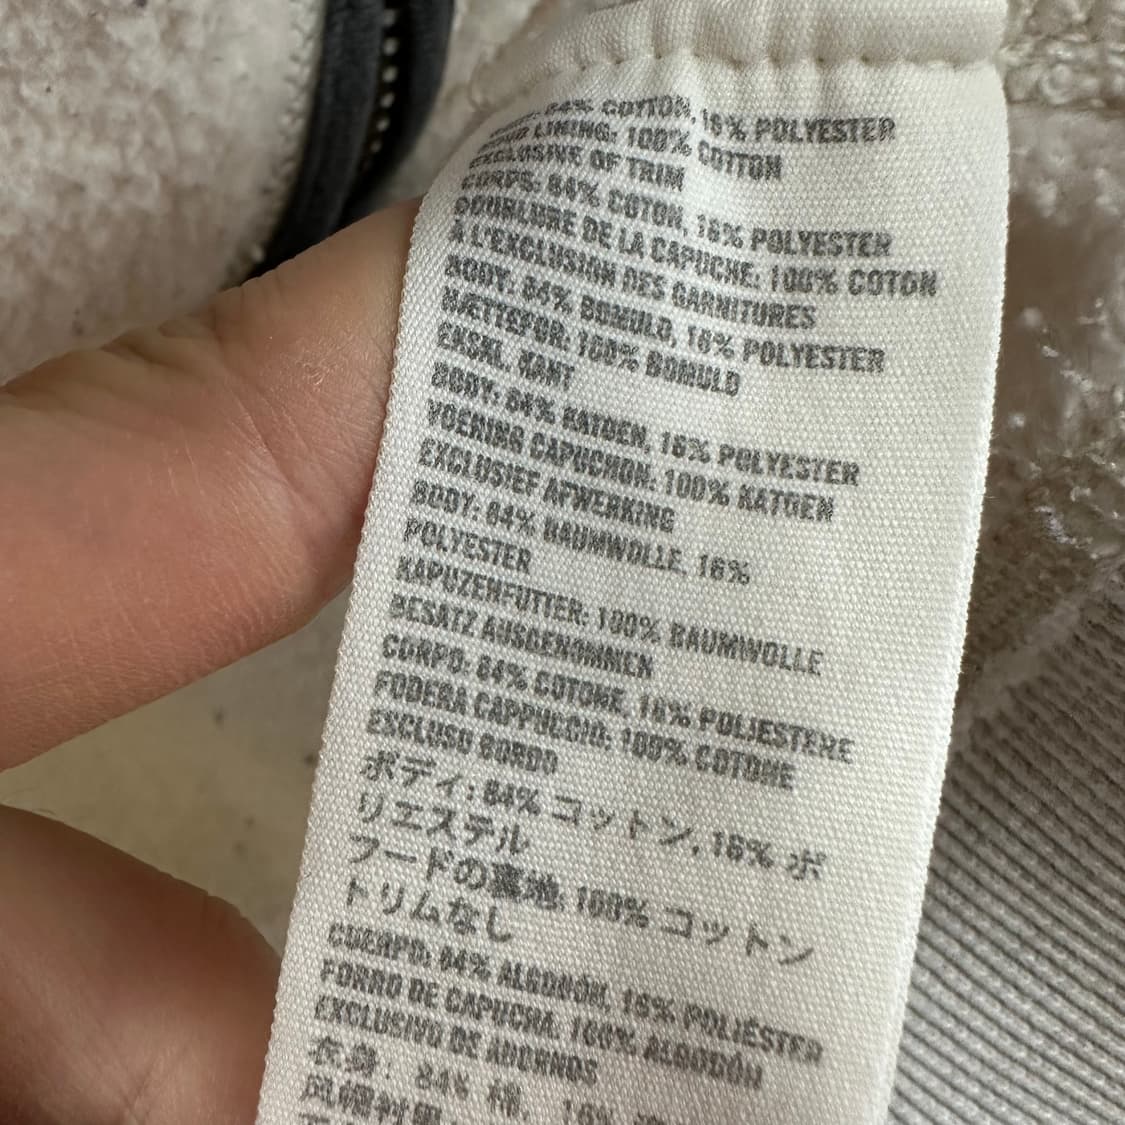 84% COTTON, 16% POLYESTER
LINING: 100% COTTON
EXCLUSIVE OF TRIM
CORPS: 84% COTON, 16% POLYESTER
DOUBLURE DE LA CAPUCHE: 100% COTON
À L'EXCLUSION DES GARNITURES
BODY: 84% BOMULD, 16% POLYESTER
HÆTTEFOR: 100% BOMULD
EKSKL. KANT
BODY: 84% KATOEN, 16% POLYESTER
VOERING CAPUCHON: 100% KATOEN
EXCLUSIEF AFWERKING
BODY: 84% BAUMWOLLE, 16%
POLYESTER
KAPUZENFUTTER: 100% BAUMWOLLE
BESATZ AUSGENOMMEN
CORPO: 84% COTONE, 16% POLIESTERE
FODERA CAPPUCCIO: 100% COTONE
ESCLUSO BORDO
ボディ: 84% コットン, 16% ポ
リエステル
フードの裏地: 100% コットン
トリムなし
CUERPO: 84% ALGODÓN, 16% POLIÉSTER
FORRO DE CAPUCHA: 100% ALGODÓN
EXCLUSIVO DE ADORNOS
衣身: 84% 棉, 16%